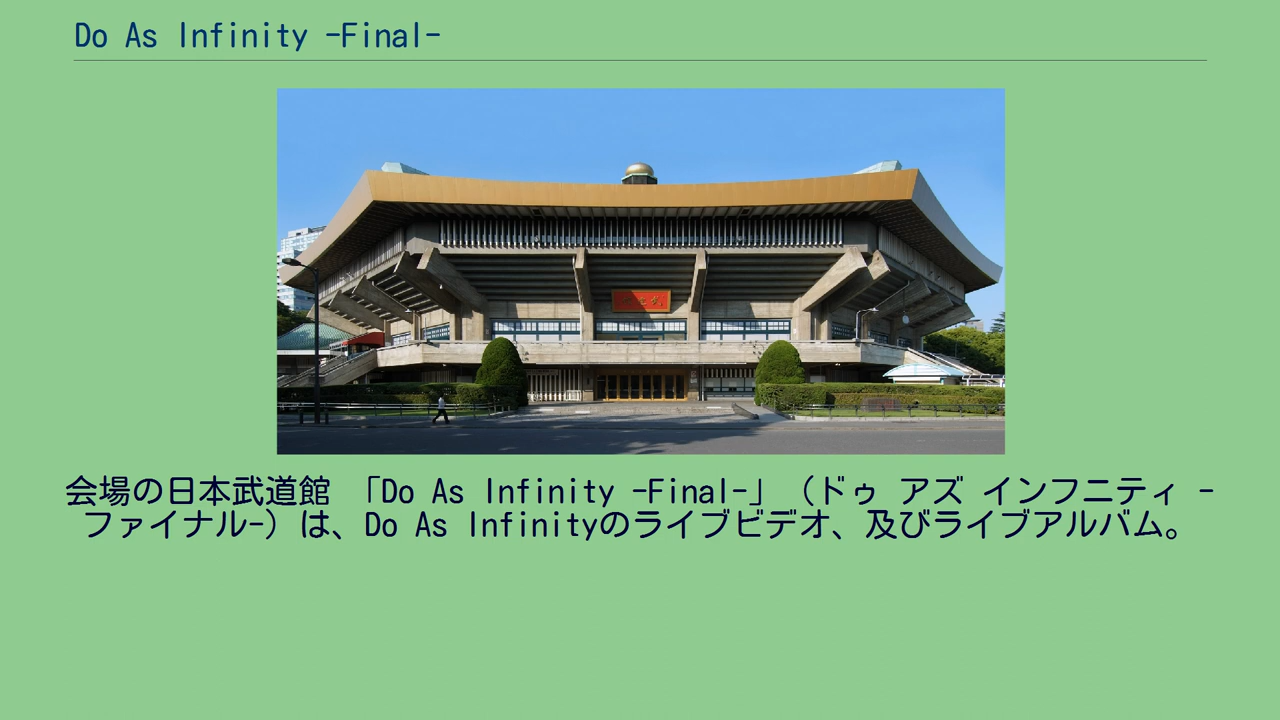 Do As Infinity -Final-
会場の日本武道館 「Do As Infinity -Final-」（ドゥ アズ インフニティ -
ファイナル-）は、Do As Infinityのライブビデオ、及びライブアルバム。